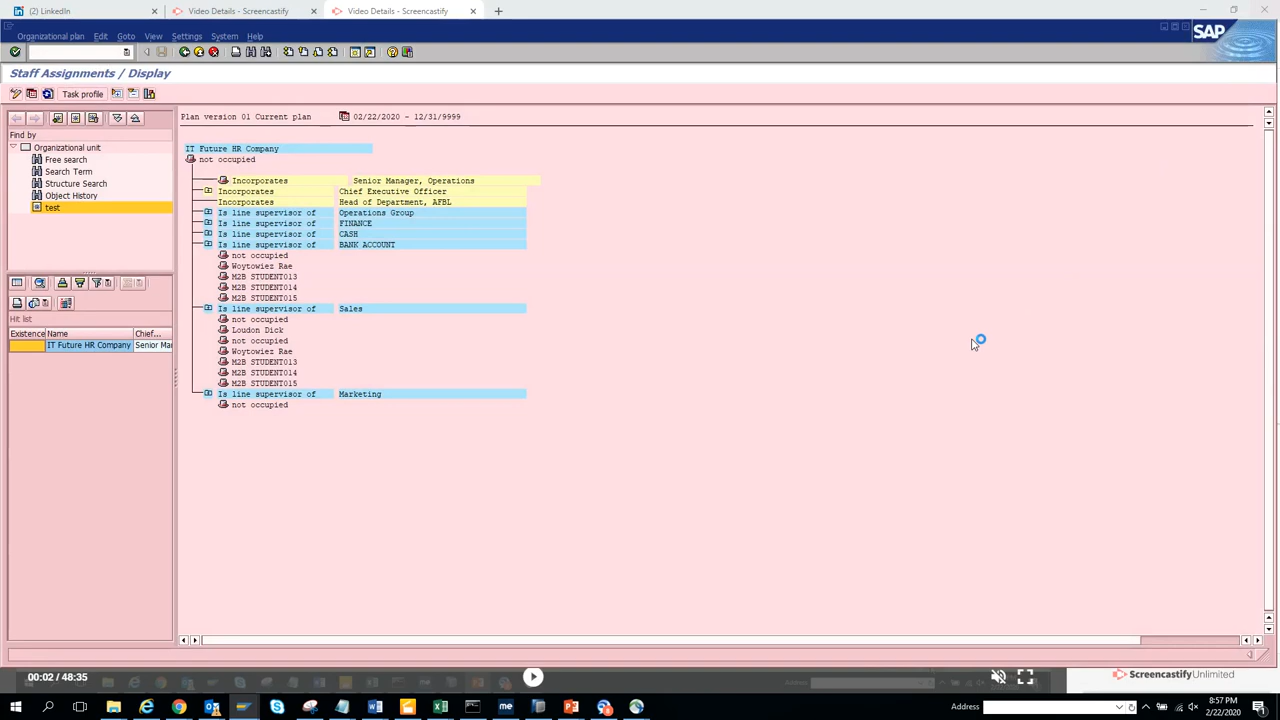 (2) LinkedIn
Video Details - Screencastify
Video Details - Screencastify
Organizational plan Edit Goto View Settings System Help
SAP
Staff Assignments / Display
Task profile
Plan version 01 Current plan 02/22/2020 - 12/31/9999
Find by
Organizational unit
Free search
Search Term
Structure Search
Object History
test
Hit list
Existence Name Chief...
IT Future HR Company Senior Ma
IT Future HR Company
not occupied
Incorporates Senior Manager, Operations
Incorporates Chief Executive Officer
Incorporates Head of Department, AFBL
Is line supervisor of Operations Group
Is line supervisor of FINANCE
Is line supervisor of CASH
Is line supervisor of BANK ACCOUNT
not occupied
Woytowiez Rae
M2B STUDENT013
M2B STUDENT014
M2B STUDENT015
Is line supervisor of Sales
not occupied
Loudon Dick
not occupied
Woytowiez Rae
M2B STUDENT013
M2B STUDENT014
M2B STUDENT015
Is line supervisor of Marketing
not occupied
00:02 / 48:35
Address
ScreencastifyUnlimited
me
Address
8:57 PM
2/22/2020